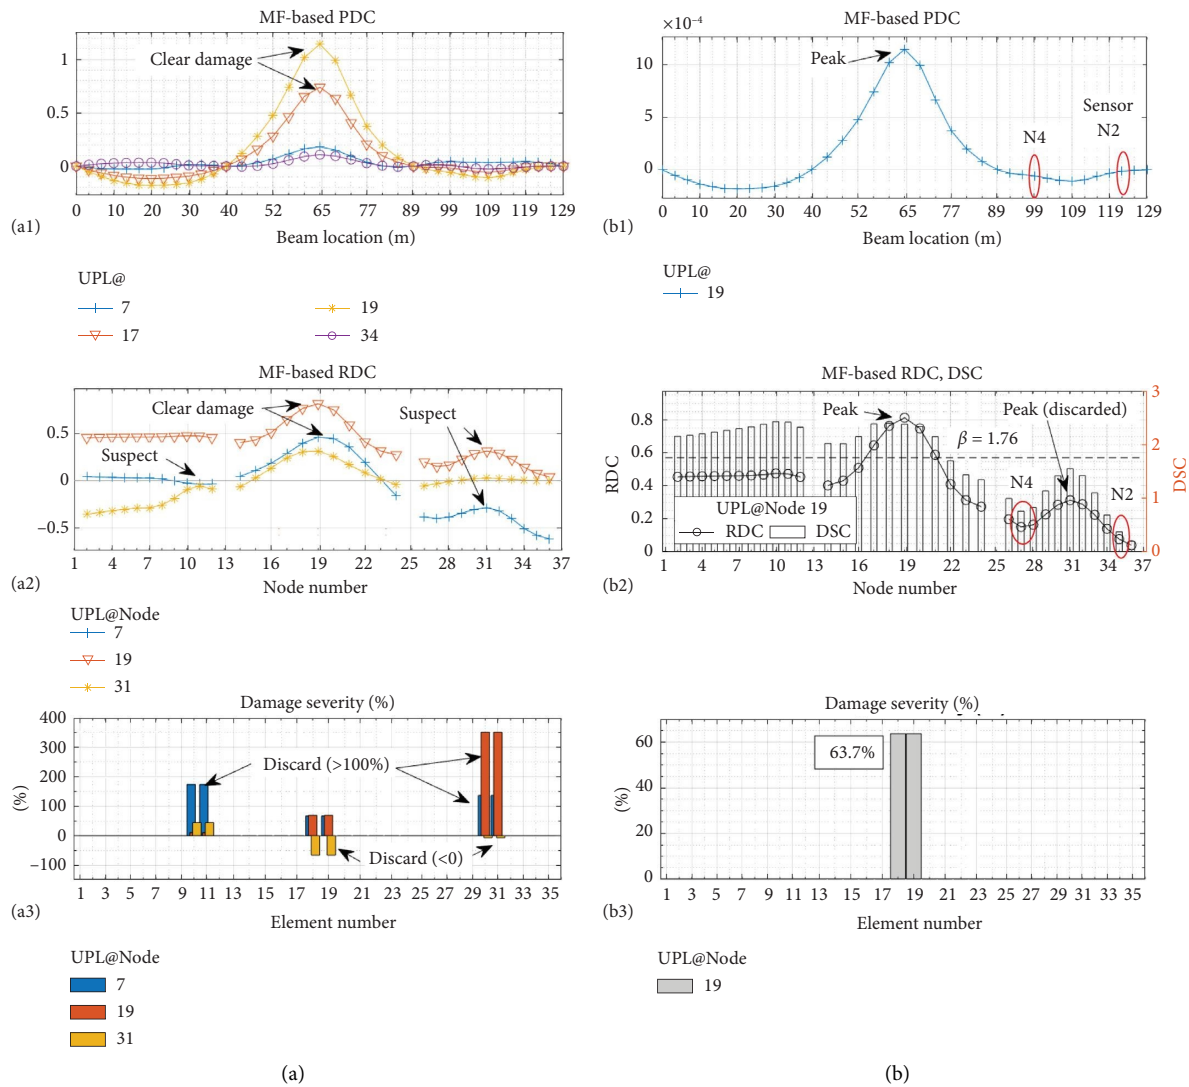 MF-based PDC
1
0.5
0
Clear damage
0 10 20 30 40 52 65 77 89 99 109 119 129
Beam location (m)
(a1)
UPL@
7
17
19
34
MF-based PDC
×10⁻⁴
10
5
0
Peak
Sensor
N2
N4
0 10 20 30 40 52 65 77 89 99 109 119 129
Beam location (m)
(b1)
UPL@
19
MF-based RDC
0.5
0
−0.5
Clear damage
Suspect
Suspect
1 4 7 10 13 16 19 22 25 28 31 34 37
Node number
(a2)
UPL@Node
7
19
31
MF-based RDC, DSC
RDC
0.8
0.6
0.4
0.2
0
DSC
3
2
1
0
Peak
Peak (discarded)
β = 1.76
N4
N2
UPL@Node 19
RDC DSC
1 4 7 10 13 16 19 22 25 28 31 34 37
Node number
(b2)
Damage severity (%)
(%)
400
300
200
100
0
−100
Discard (>100%)
Discard (<0)
1 3 5 7 9 11 13 15 17 19 21 23 25 27 29 31 33 35
Element number
(a3)
UPL@Node
7
19
31
Damage severity (%)
(%)
60
40
20
0
63.7%
1 3 5 7 9 11 13 15 17 19 21 23 25 27 29 31 33 35
Element number
(b3)
UPL@Node
19
(a)
(b)